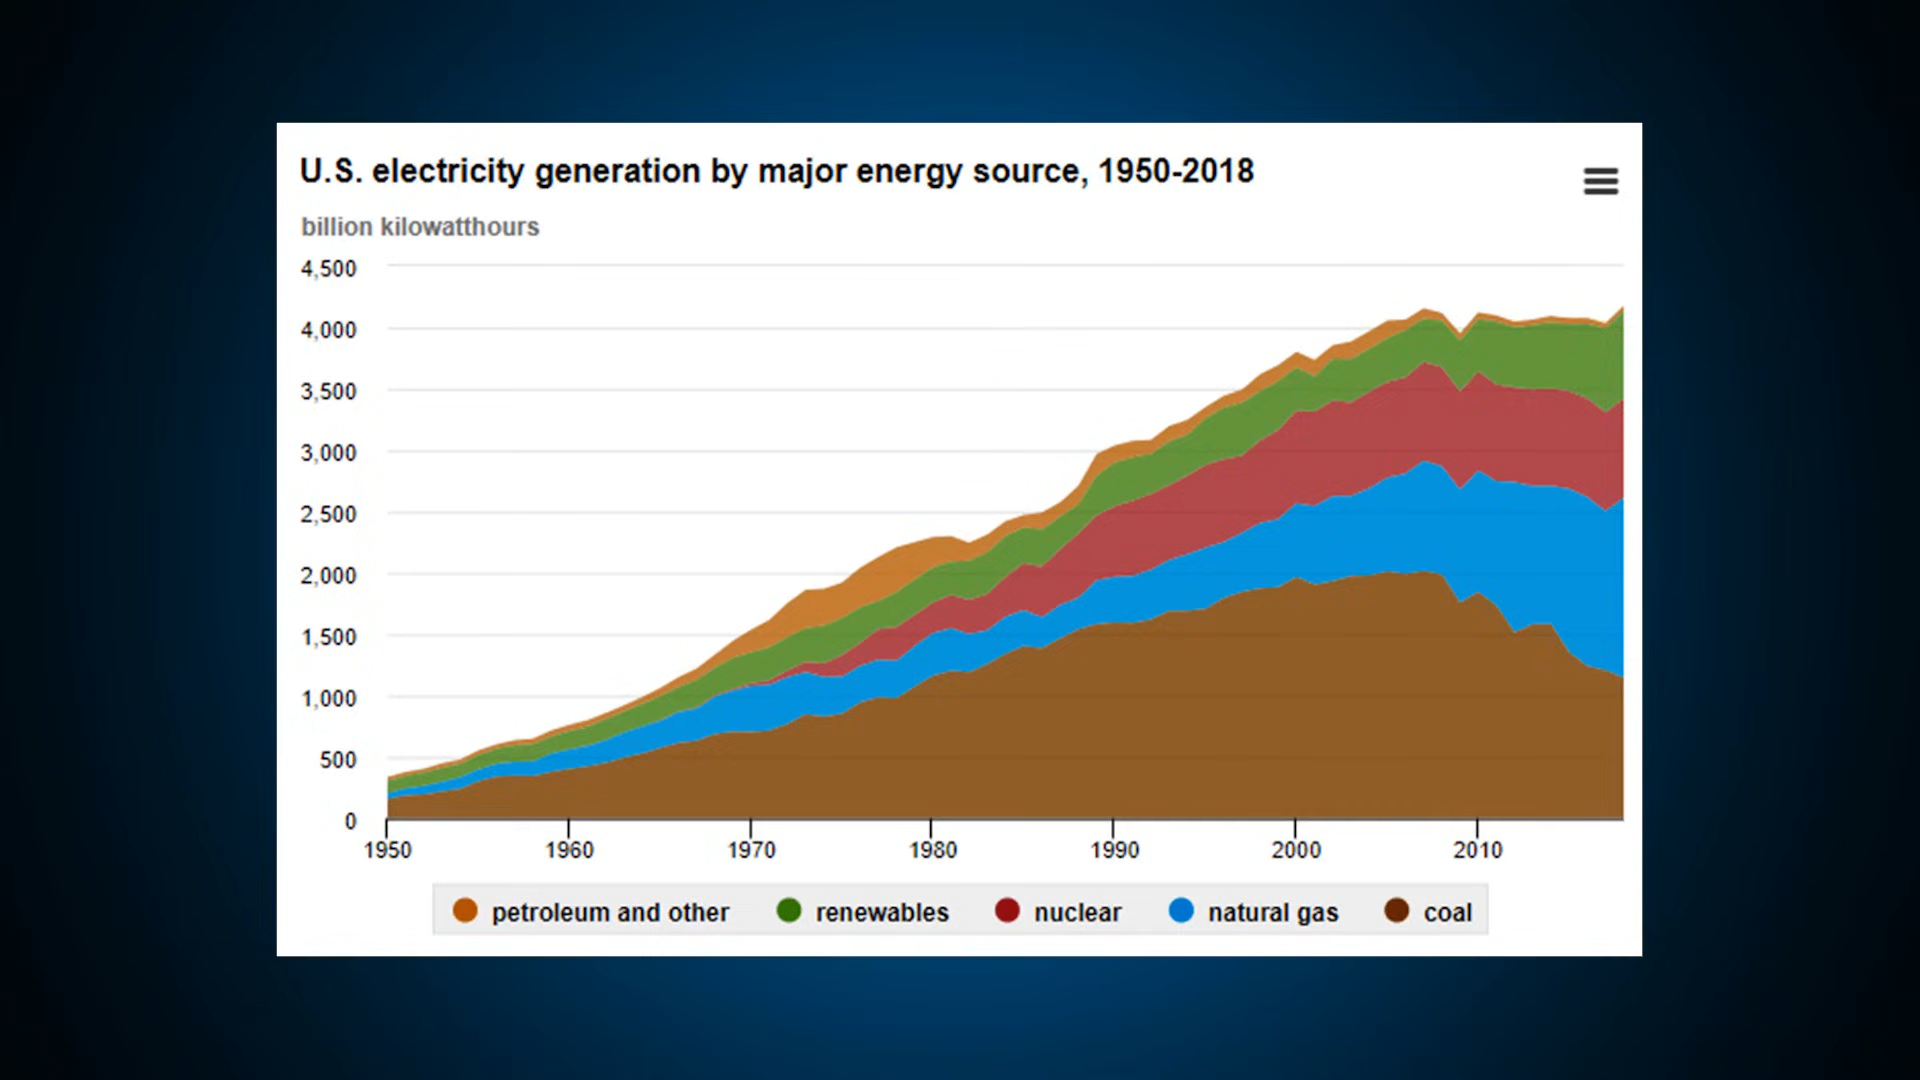 U.S. electricity generation by major energy source, 1950-2018
billion kilowatthours
4,500
4,000
3,500
3,000
2,500
2,000
1,500
1,000
500
0
1950 1960 1970 1980 1990 2000 2010
petroleum and other renewables nuclear natural gas coal